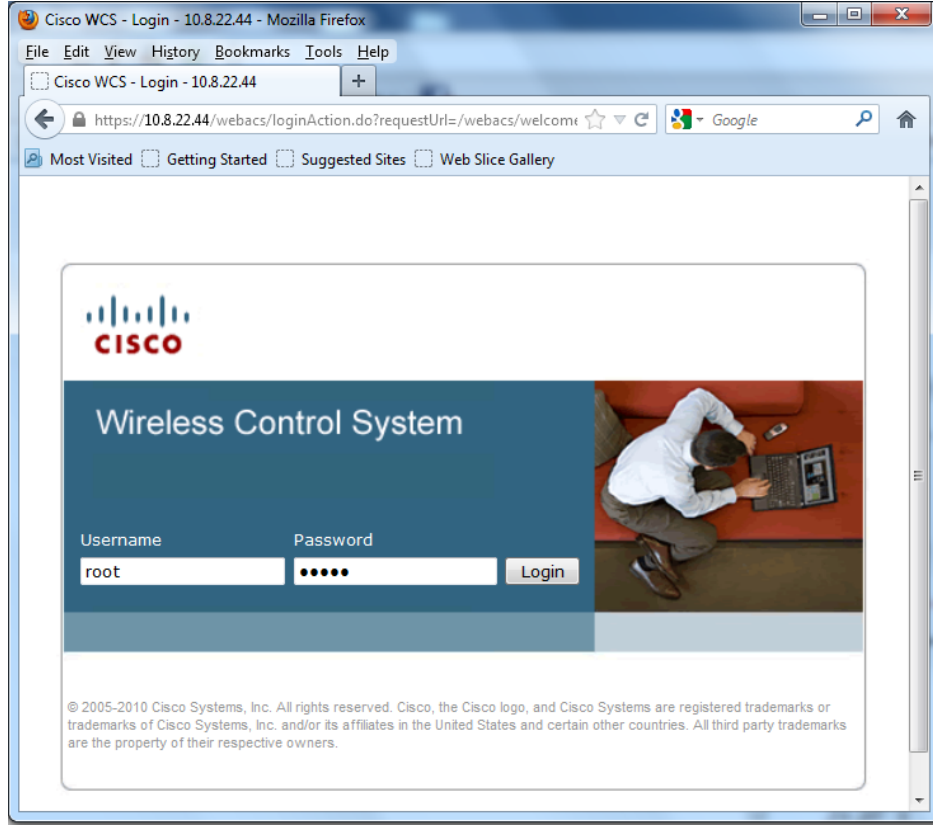 Cisco WCS - Login - 10.8.22.44 - Mozilla Firefox
File Edit View History Bookmarks Tools Help
Cisco WCS - Login - 10.8.22.44
https://10.8.22.44/webacs/loginAction.do?requestUrl=/webacs/welcome
Google
Most Visited Getting Started Suggested Sites Web Slice Gallery
CISCO
Wireless Control System
Username Password
root ••••• Login
© 2005-2010 Cisco Systems, Inc. All rights reserved. Cisco, the Cisco logo, and Cisco Systems are registered trademarks or
trademarks of Cisco Systems, Inc. and/or its affiliates in the United States and certain other countries. All third party trademarks
are the property of their respective owners.